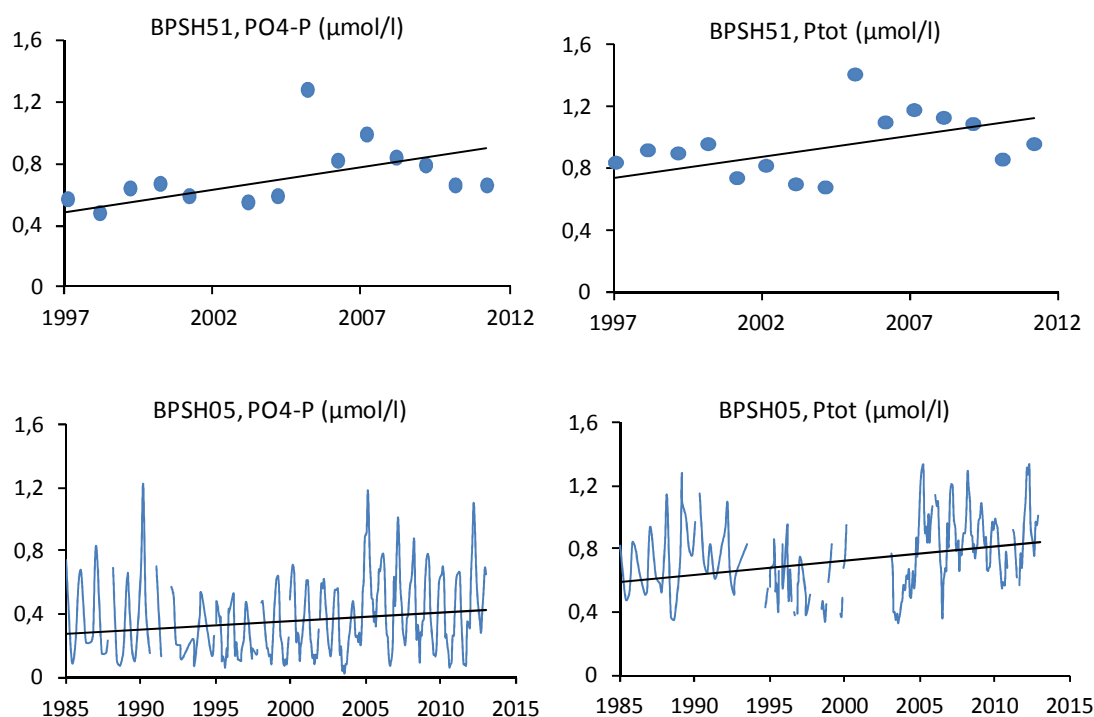 BPSH51, PO4-P (µmol/l)
1,6
1,2
0,8
0,4
0
1997 2002 2007 2012
BPSH51, Ptot (µmol/l)
1,6
1,2
0,8
0,4
0
1997 2002 2007 2012
BPSH05, PO4-P (µmol/l)
1,6
1,2
0,8
0,4
0
1985 1990 1995 2000 2005 2010 2015
BPSH05, Ptot (µmol/l)
1,6
1,2
0,8
0,4
0
1985 1990 1995 2000 2005 2010 2015